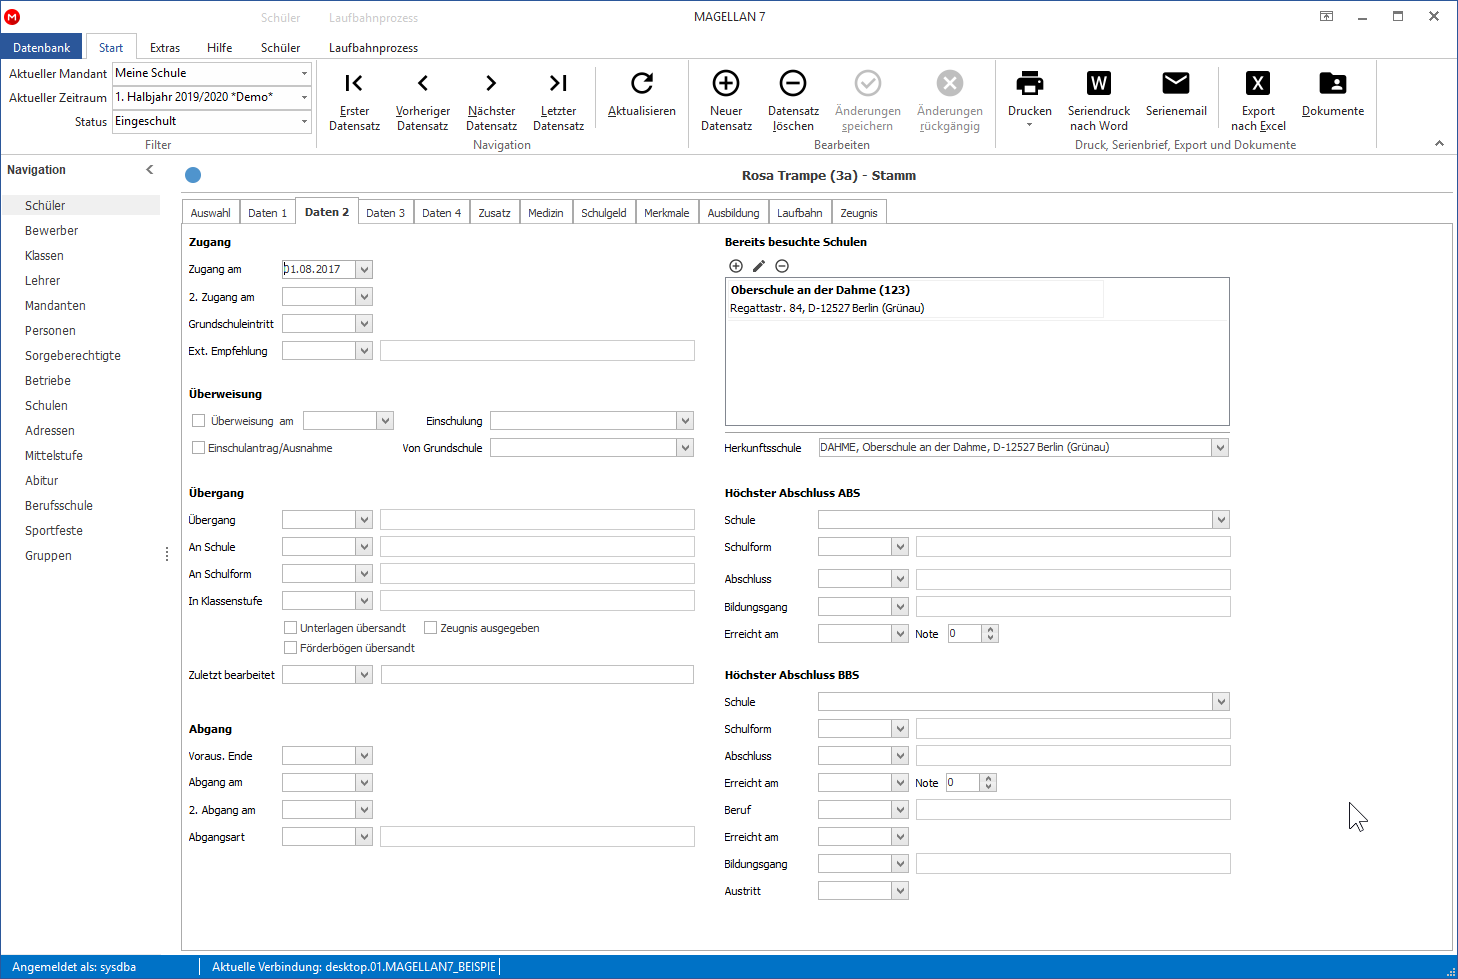 Schüler Laufbahnprozess MAGELLAN 7
Datenbank Start Extras Hilfe Schüler Laufbahnprozess
Aktueller Mandant Meine Schule
Aktueller Zeitraum 1. Halbjahr 2019/2020 *Demo*
Status Eingeschult
Filter
Erster Datensatz
Vorheriger Datensatz
Nächster Datensatz
Letzter Datensatz
Navigation
Aktualisieren
Neuer Datensatz
Datensatz löschen
Änderungen speichern
Änderungen rückgängig
Bearbeiten
Drucken
Seriendruck nach Word
Serienemail
Export nach Excel
Dokumente
Druck, Serienbrief, Export und Dokumente
Navigation
Schüler
Bewerber
Klassen
Lehrer
Mandanten
Personen
Sorgeberechtigte
Betriebe
Schulen
Adressen
Mittelstufe
Abitur
Berufsschule
Sportfeste
Gruppen
Rosa Trampe (3a) - Stamm
Auswahl Daten 1 Daten 2 Daten 3 Daten 4 Zusatz Medizin Schulgeld Merkmale Ausbildung Laufbahn Zeugnis
Zugang
Zugang am 01.08.2017
2. Zugang am
Grundschuleintritt
Ext. Empfehlung
Überweisung
Überweisung am Einschulung
Einschulantrag/Ausnahme Von Grundschule
Übergang
Übergang
An Schule
An Schulform
In Klassenstufe
Unterlagen übersandt Zeugnis ausgegeben
Förderbögen übersandt
Zuletzt bearbeitet
Abgang
Voraus. Ende
Abgang am
2. Abgang am
Abgangsart
Bereits besuchte Schulen
Oberschule an der Dahme (123)
Regattastr. 84, D-12527 Berlin (Grünau)
Herkunftsschule DAHME, Oberschule an der Dahme, D-12527 Berlin (Grünau)
Höchster Abschluss ABS
Schule
Schulform
Abschluss
Bildungsgang
Erreicht am Note 0
Höchster Abschluss BBS
Schule
Schulform
Abschluss
Erreicht am Note 0
Beruf
Erreicht am
Bildungsgang
Austritt
Angemeldet als: sysdba Aktuelle Verbindung: desktop.01.MAGELLAN7_BEISPIE